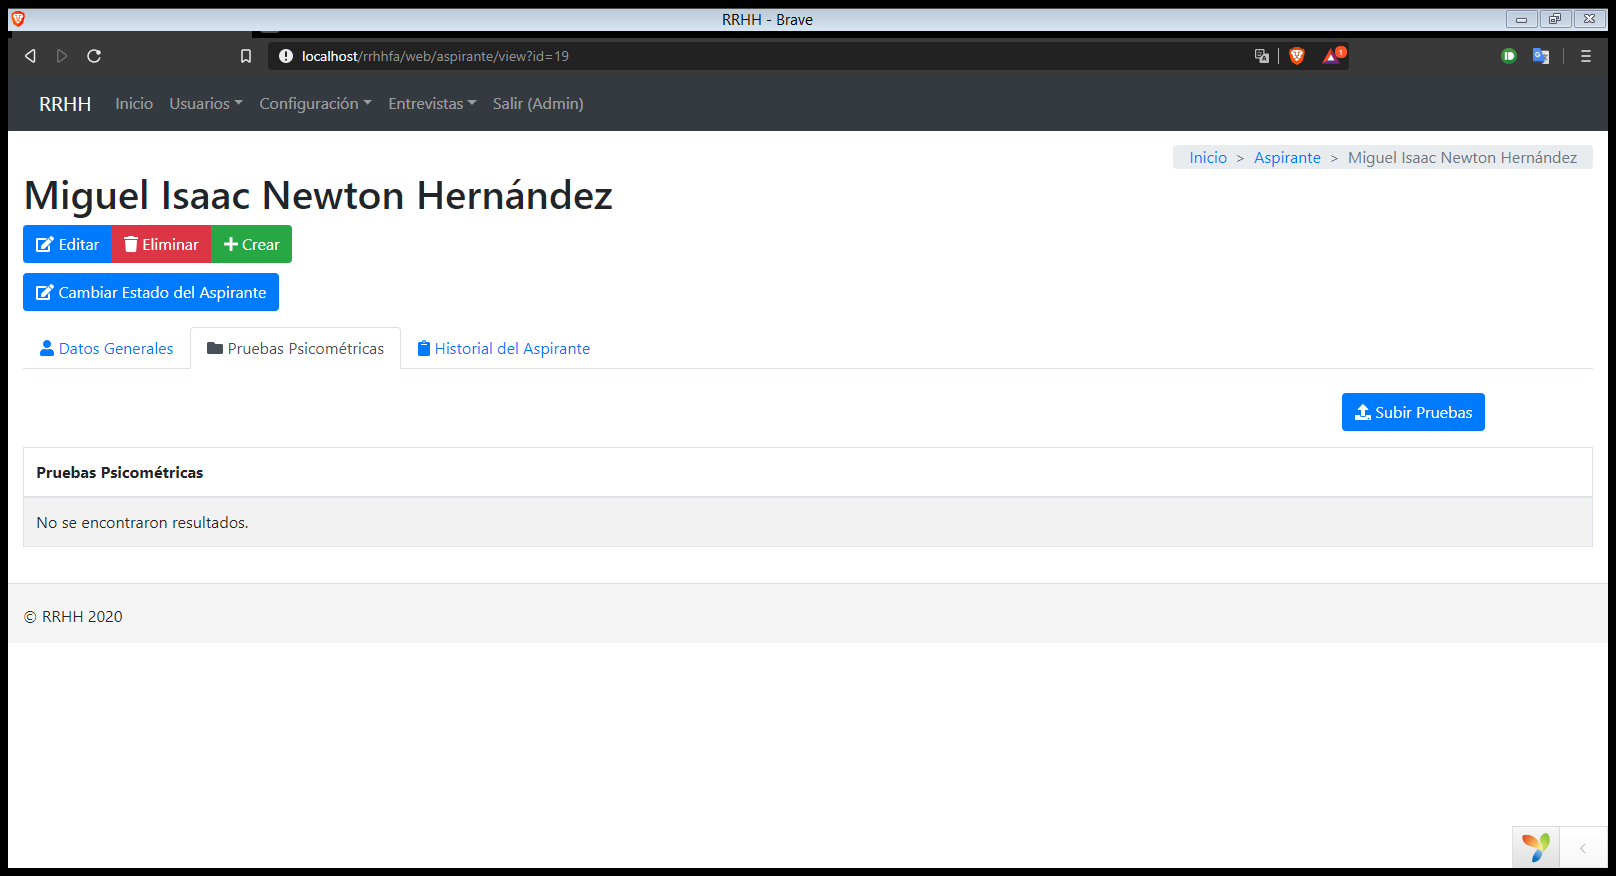 RRHH - Brave
localhost/rrhhfa/web/aspirante/view?id=19
1
RRHH Inicio Usuarios Configuración Entrevistas Salir (Admin)
Inicio > Aspirante > Miguel Isaac Newton Hernández
Miguel Isaac Newton Hernández
Editar Eliminar Crear
Cambiar Estado del Aspirante
Datos Generales Pruebas Psicométricas Historial del Aspirante
Subir Pruebas
Pruebas Psicométricas
No se encontraron resultados.
© RRHH 2020